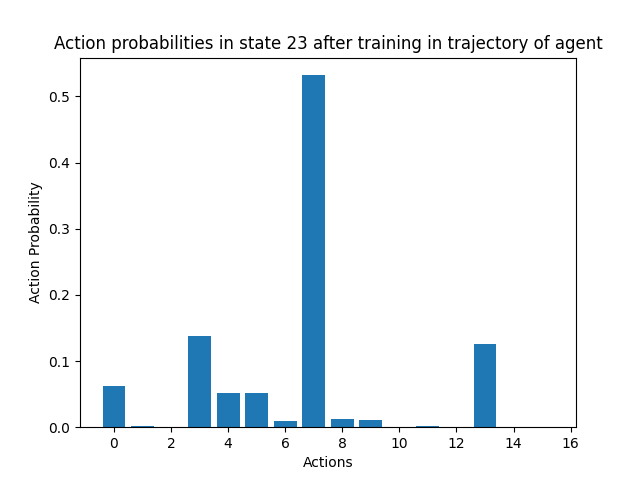 Action probabilities in state 23 after training in trajectory of agent
0.5
0.4
0.3
0.2
0.1
0.0
Action Probability
0 2 4 6 8 10 12 14 16
Actions